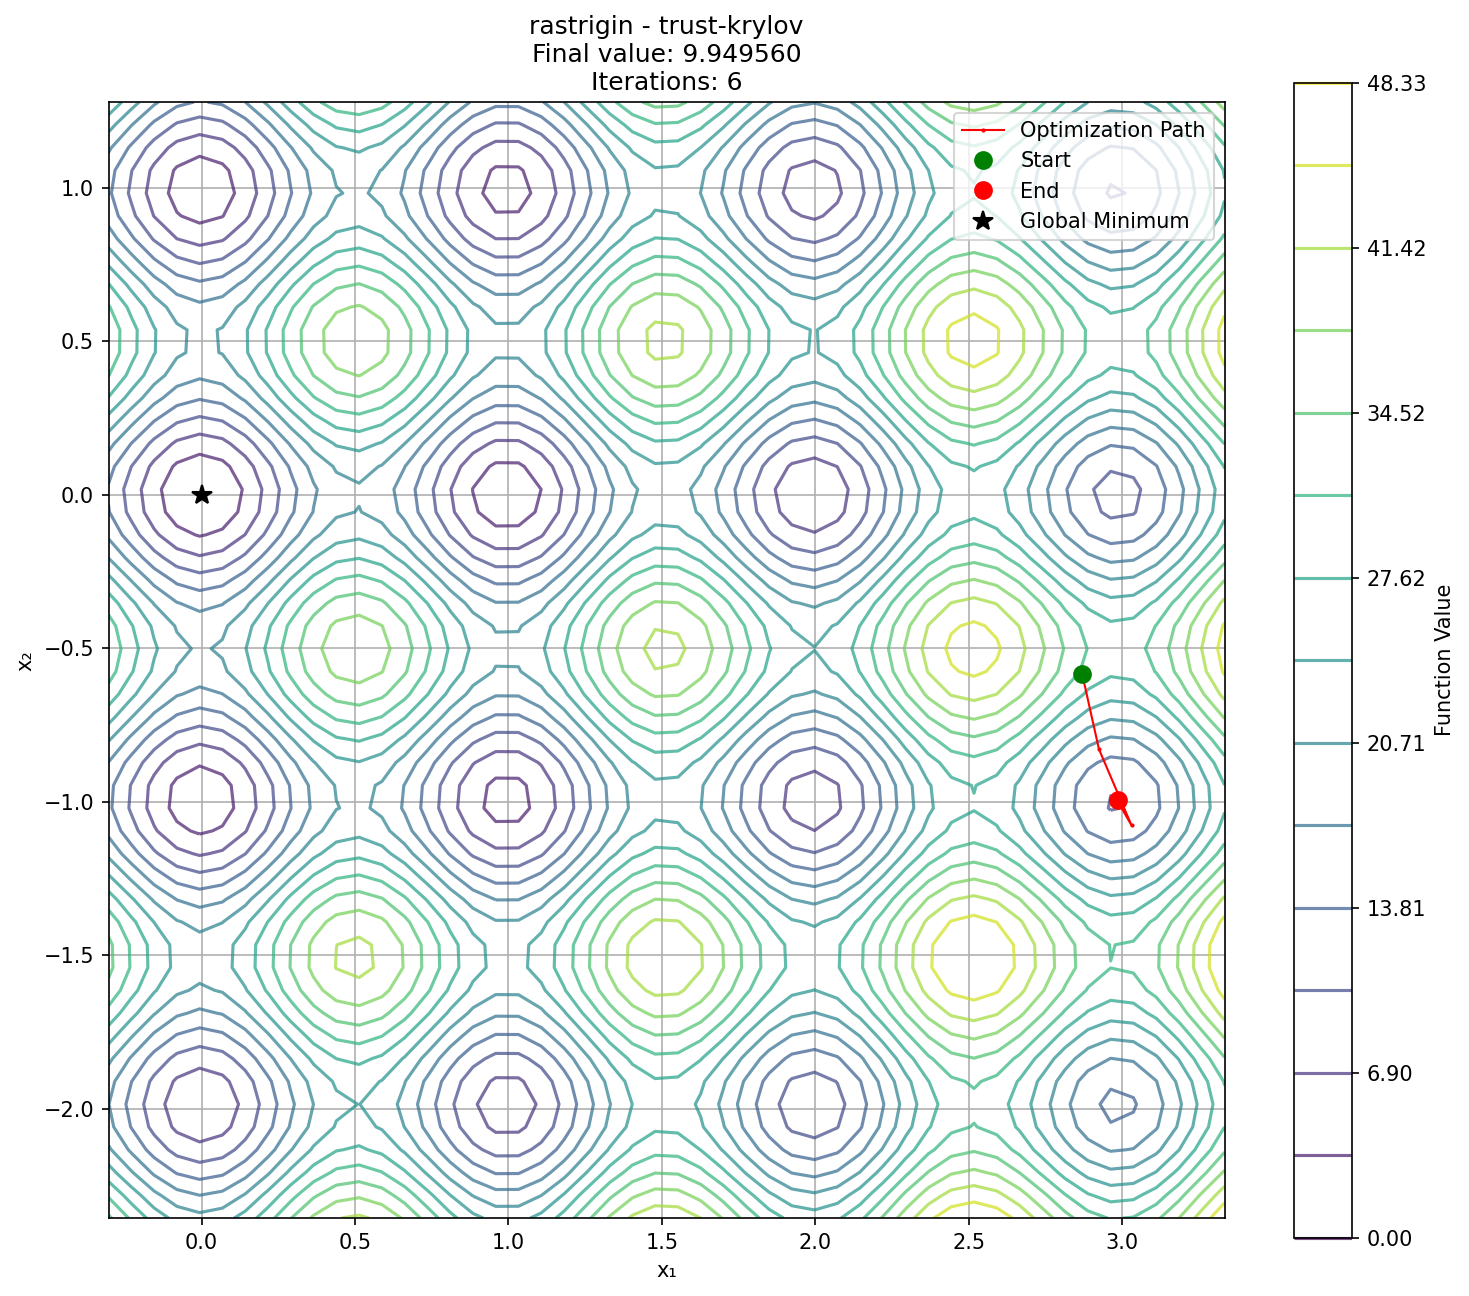 rastrigin - trust-krylov
Final value: 9.949560
Iterations: 6
Optimization Path
Start
End
Global Minimum
1.0
0.5
0.0
−0.5
−1.0
−1.5
−2.0
x₂
0.0
0.5
1.0
1.5
2.0
2.5
3.0
x₁
48.33
41.42
34.52
27.62
20.71
13.81
6.90
0.00
Function Value